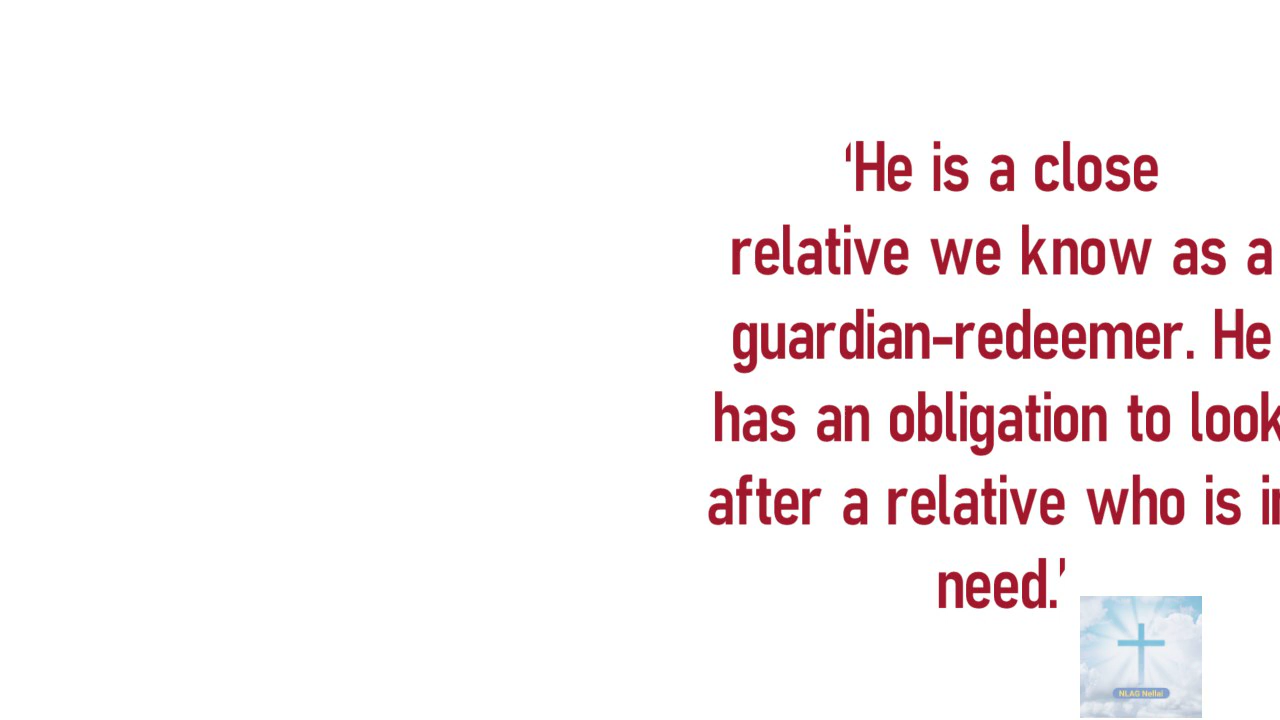 ‘He is a close
relative we know as a
guardian-redeemer. He
has an obligation to look
after a relative who is
need.’
NLAG Nellai